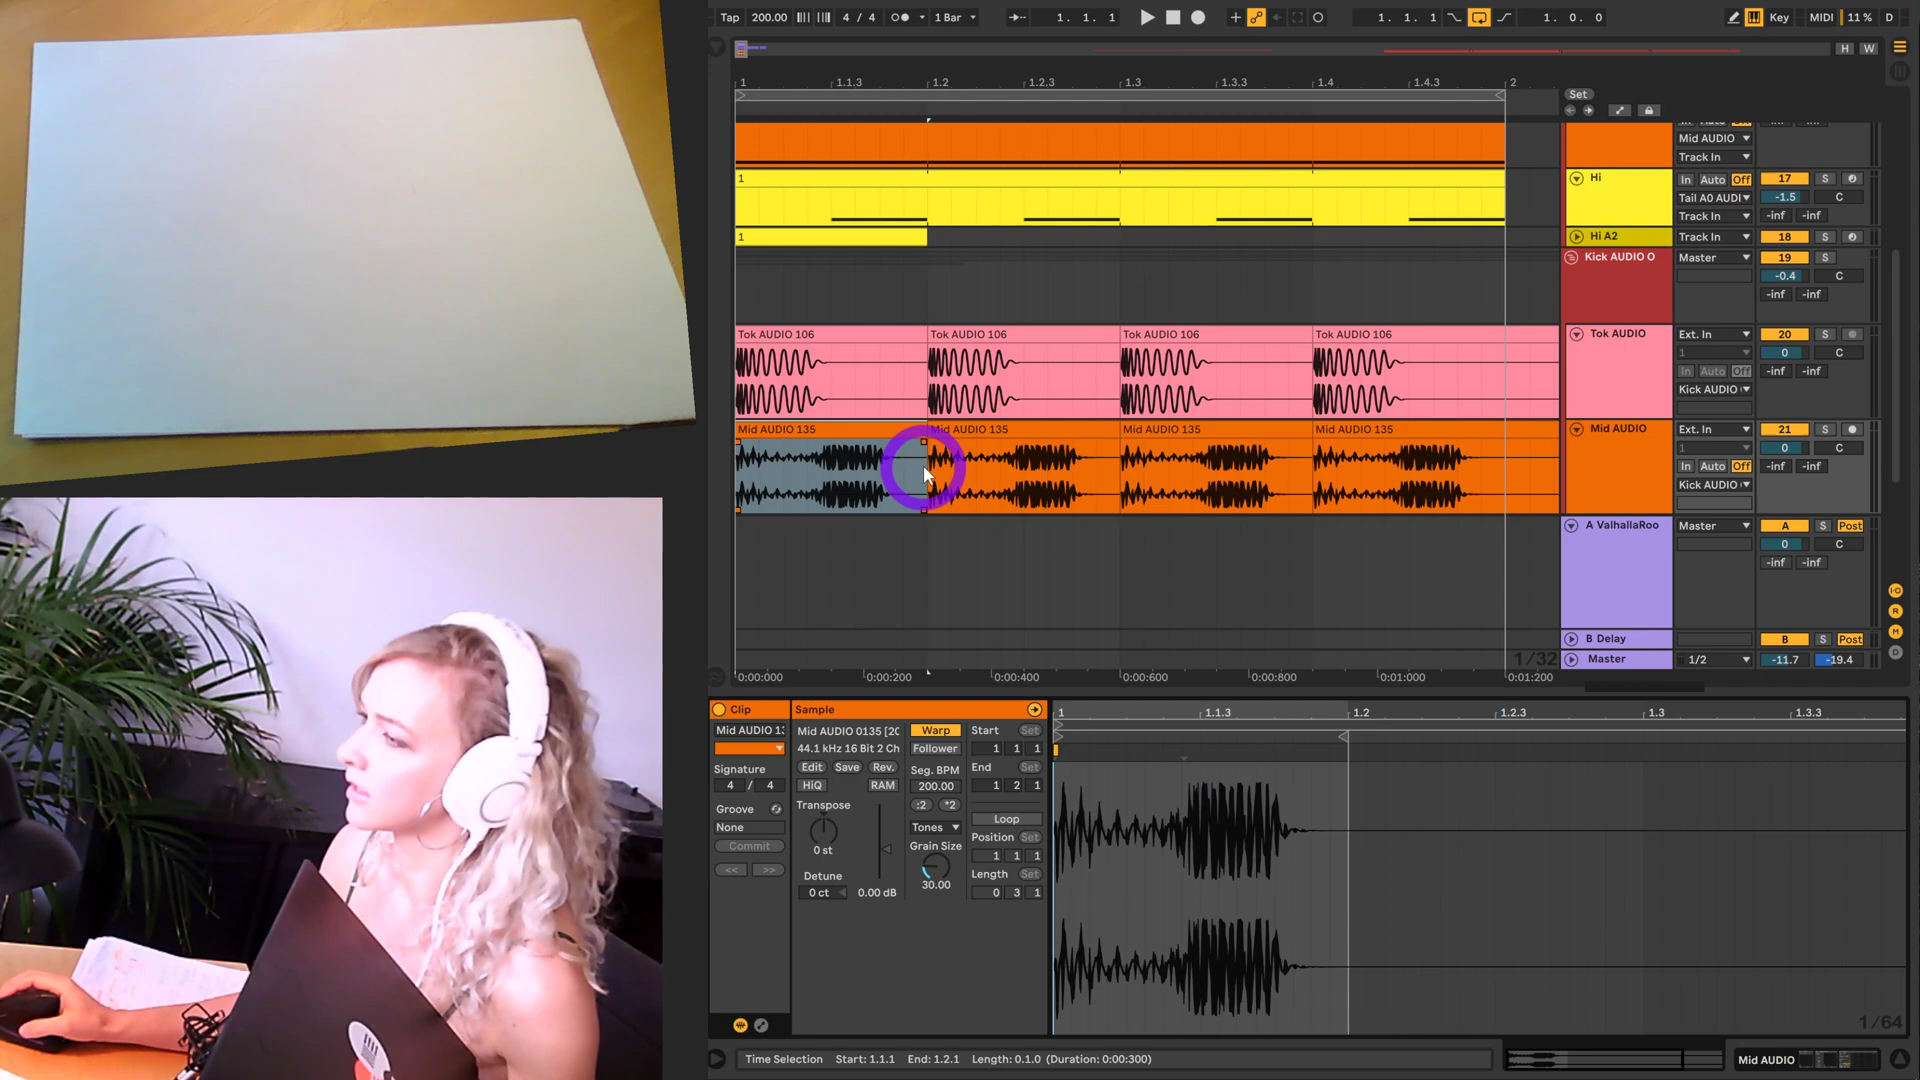 Tap 200.00 4 / 4 1 Bar 1. 1. 1 1. 1. 1 1. 0. 0 Key MIDI 11 % D
H W
1 1.1.3 1.2 1.2.3 1.3 1.3.3 1.4 1.4.3 2
Set
Mid AUDIO
Track In
1 Hi In Auto Off 17 S
Tail A0 AUDI -1.5 C
Track In -inf -inf
1 Hi A2 Track In 18 S
Kick AUDIO O Master 19 S
-0.4 C
-inf -inf
Tok AUDIO 106 Tok AUDIO 106 Tok AUDIO 106 Tok AUDIO 106 Tok AUDIO Ext. In 20 S
1 0 C
In Auto Off -inf -inf
Kick AUDIO
Mid AUDIO 135 Mid AUDIO 135 Mid AUDIO 135 Mid AUDIO 135 Mid AUDIO Ext. In 21 S
1 0 C
In Auto Off -inf -inf
Kick AUDIO
A ValhallaRoo Master A S Post
0 C
-inf -inf
B Delay B S Post
1/32 Master 1/2 -11.7 -19.4
0:00:000 0:00:200 0:00:400 0:00:600 0:00:800 0:01:000 0:01:200
I·O
R
M
D
Clip Sample
1 1.1.3 1.2 1.2.3 1.3 1.3.3
Mid AUDIO 13 Mid AUDIO 0135 [20 Warp Start Set
44.1 kHz 16 Bit 2 Ch Follower 1 1 1
Signature Edit Save Rev. Seg. BPM End Set
4 / 4 HiQ RAM 200.00 1 2 1
Groove Transpose :2 *2
None Tones Loop
Commit 0 st Grain Size Position Set
1 1 1
<< >> Detune 30.00 Length Set
0 ct 0.00 dB 0 3 1
1/64
Time Selection Start: 1.1.1 End: 1.2.1 Length: 0.1.0 (Duration: 0:00:300) Mid AUDIO